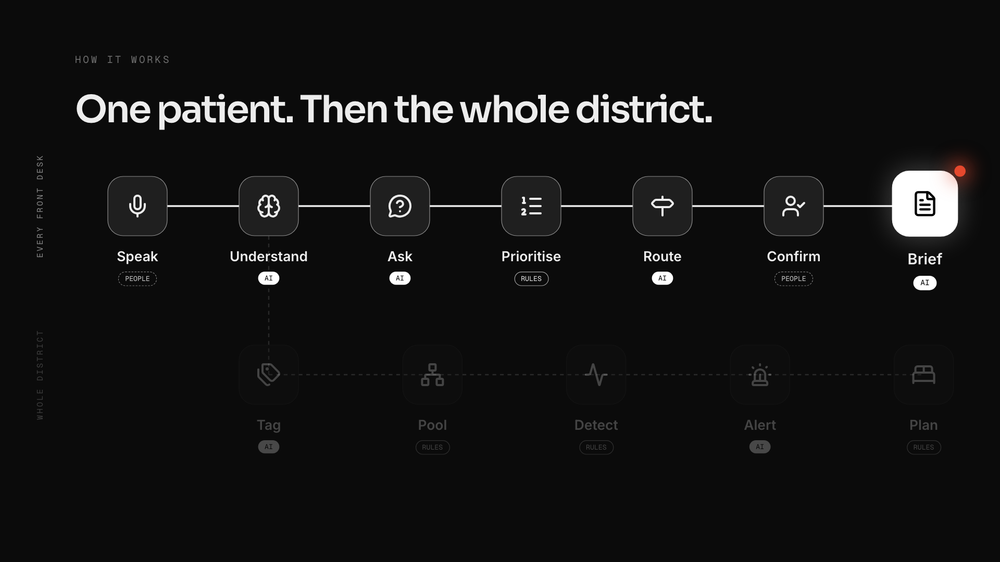 HOW IT WORKS
One patient. Then the whole district.
EVERY FRONT DESK
Speak
PEOPLE
Understand
AI
Ask
AI
1
2
Prioritise
RULES
Route
AI
Confirm
PEOPLE
Brief
AI
WHOLE DISTRICT
Tag
AI
Pool
RULES
Detect
RULES
Alert
AI
Plan
RULES